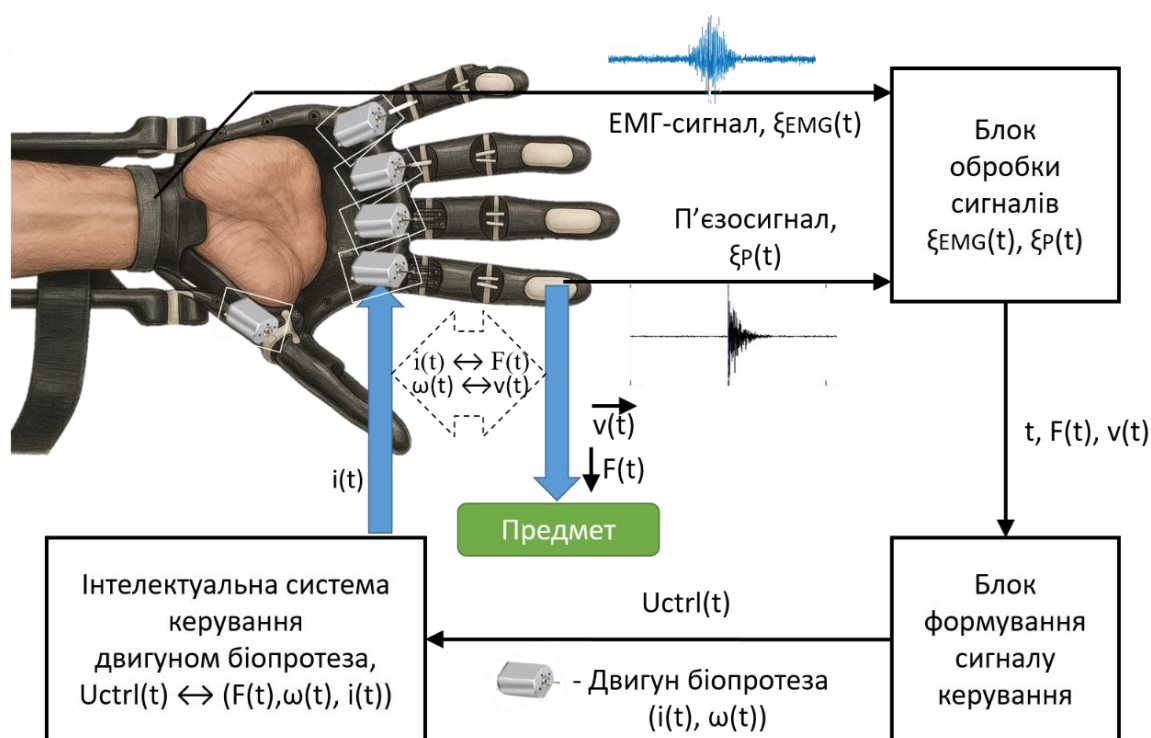 ЕМГ-сигнал, ξEMG(t)
Блок
обробки
сигналів
ξEMG(t), ξP(t)
П’єзосигнал,
ξP(t)
i(t) ↔ F(t)
ω(t) ↔v(t)
v(t)
F(t)
i(t)
t, F(t), v(t)
Предмет
Інтелектуальна система
керування
двигуном біопротеза,
Uctrl(t) ↔ (F(t),ω(t), i(t))
Uctrl(t)
- Двигун біопротеза
(i(t), ω(t))
Блок
формування
сигналу
керування